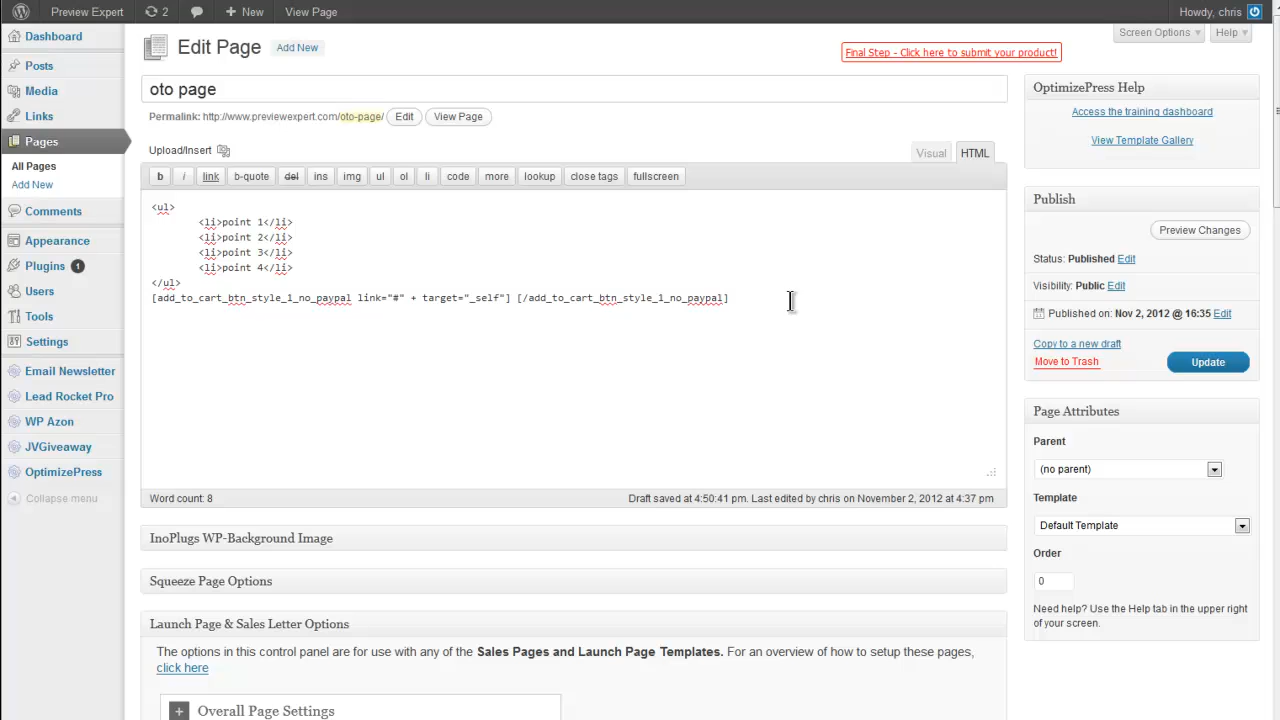 Preview Expert 2 New View Page Howdy, chris
Dashboard
Posts
Media
Links
Pages
All Pages
Add New
Comments
Appearance
Plugins 1
Users
Tools
Settings
Email Newsletter
Lead Rocket Pro
WP Azon
JVGiveaway
OptimizePress
Collapse menu
Screen Options Help
Edit Page Add New
Final Step - Click here to submit your product!
oto page
Permalink: http://www.previewexpert.com/oto-page/ Edit View Page
Upload/Insert
Visual HTML
b i link b-quote del ins img ul ol li code more lookup close tags fullscreen
<ul>
<li>point 1</li>
<li>point 2</li>
<li>point 3</li>
<li>point 4</li>
</ul>
[add_to_cart_btn_style_1_no_paypal link="#" + target="_self"] [/add_to_cart_btn_style_1_no_paypal]
Word count: 8 Draft saved at 4:50:41 pm. Last edited by chris on November 2, 2012 at 4:37 pm
InoPlugs WP-Background Image
Squeeze Page Options
Launch Page & Sales Letter Options
The options in this control panel are for use with any of the Sales Pages and Launch Page Templates. For an overview of how to setup these pages,
click here
Overall Page Settings
OptimizePress Help
Access the training dashboard
View Template Gallery
Publish
Preview Changes
Status: Published Edit
Visibility: Public Edit
Published on: Nov 2, 2012 @ 16:35 Edit
Copy to a new draft
Move to Trash Update
Page Attributes
Parent
(no parent)
Template
Default Template
Order
0
Need help? Use the Help tab in the upper right
of your screen.